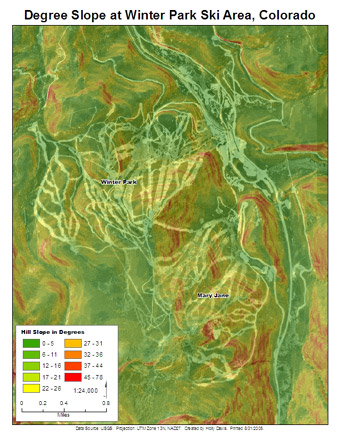 Degree Slope at Winter Park Ski Area, Colorado
Winter Park
Mary Jane
Hill Slope in Degrees
0 - 5
6 - 11
12 - 16
17 - 21
22 - 26
27 - 31
32 - 36
37 - 44
45 - 78
1:24,000
0 0.2 0.4 0.8
Miles
Data Source: USGS Projection: UTM Zone 13N, NAD27 Created by: Holly Davis Printed: 5/31/2005